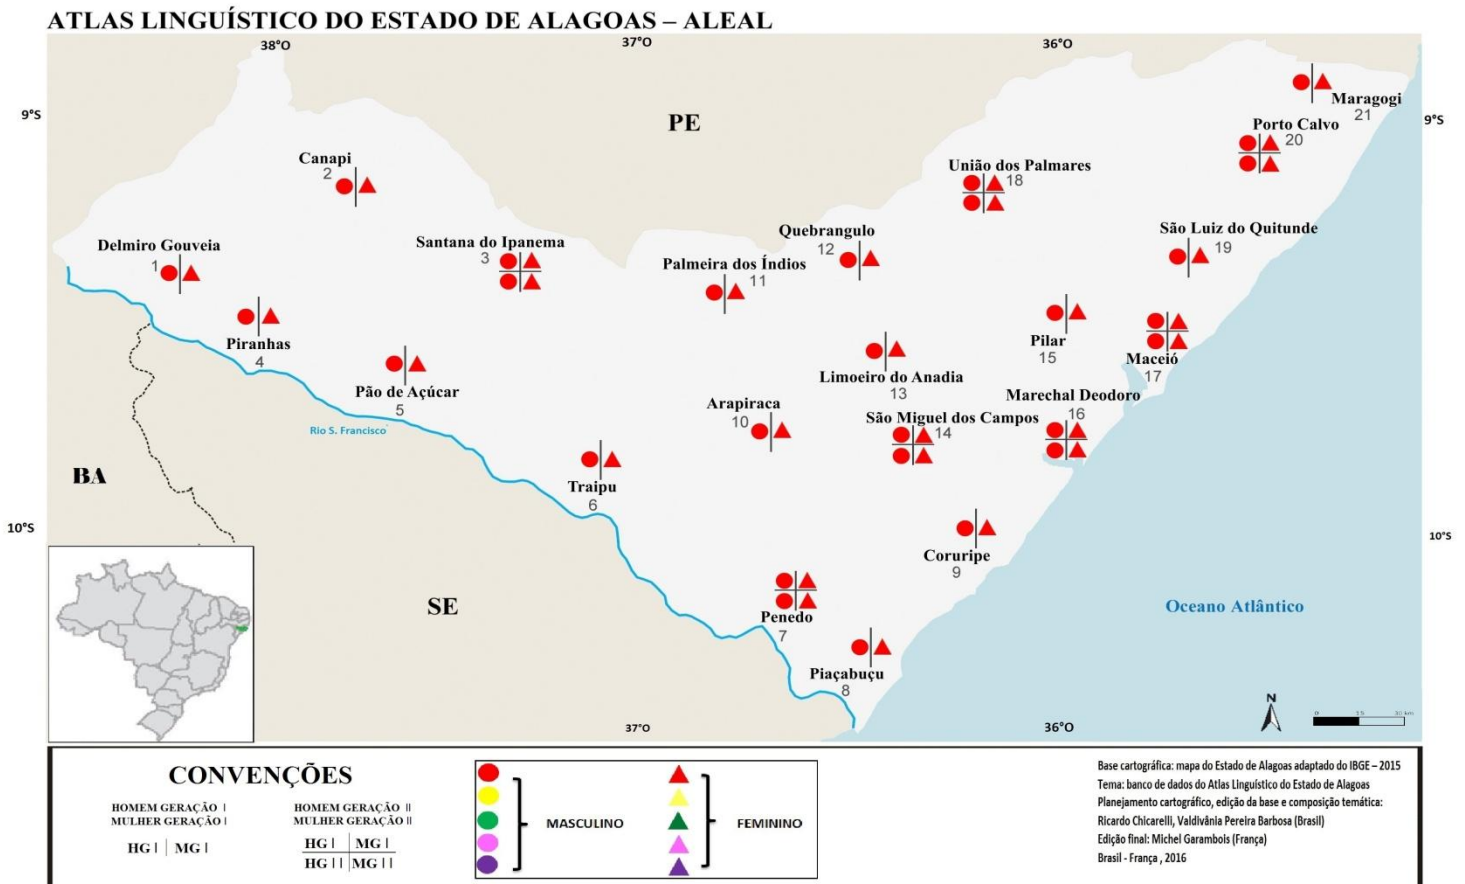 ATLAS LINGUÍSTICO DO ESTADO DE ALAGOAS – ALEAL
38°O
37°O
36°O
9°S
9°S
PE
Maragogi
21
Porto Calvo
20
Canapi
2
União dos Palmares
18
São Luiz do Quitunde
19
Quebrangulo
12
Delmiro Gouveia
1
Santana do Ipanema
3
Palmeira dos Índios
11
Piranhas
4
Pilar
15
Maceió
17
Limoeiro do Anadia
13
Pão de Açúcar
5
Marechal Deodoro
16
Arapiraca
10
São Miguel dos Campos
14
Rio S. Francisco
BA
Traipu
6
10°S
10°S
Coruripe
9
SE
Oceano Atlântico
Penedo
7
Piaçabuçu
8
37°O
36°O
N
0 15 30 km
CONVENÇÕES
HOMEM GERAÇÃO I
MULHER GERAÇÃO I
HG I MG I
HOMEM GERAÇÃO II
MULHER GERAÇÃO II
HG I MG I
HG II MG II
MASCULINO
FEMININO
Base cartográfica: mapa do Estado de Alagoas adaptado do IBGE – 2015
Tema: banco de dados do Atlas Linguístico do Estado de Alagoas
Planejamento cartográfico, edição da base e composição temática:
Ricardo Chicarelli, Valdivânia Pereira Barbosa (Brasil)
Edição final: Michel Garambois (França)
Brasil - França , 2016